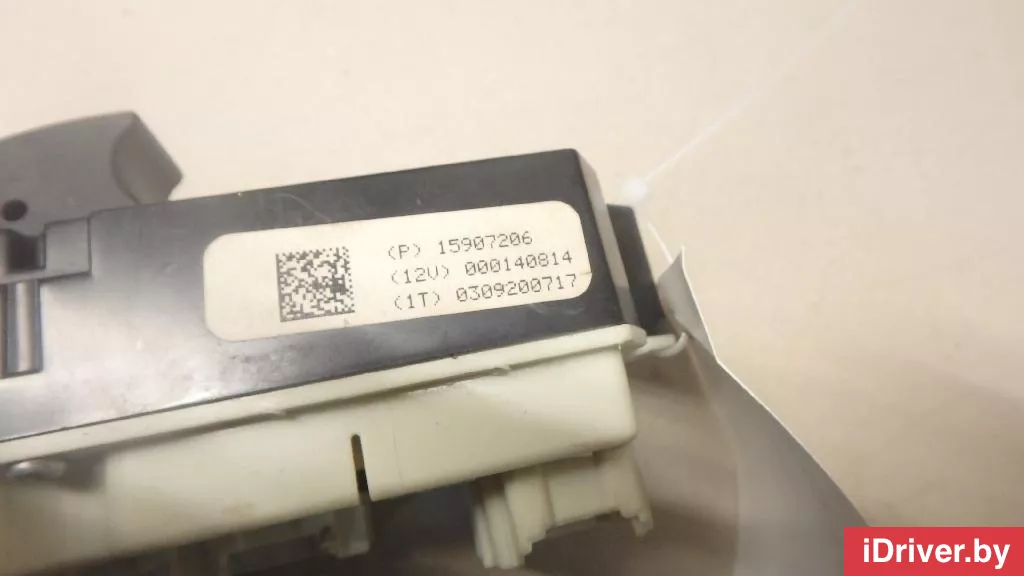 (P) 15907206
(12V) 000140814
(1T) 0309200717
iDriver.by